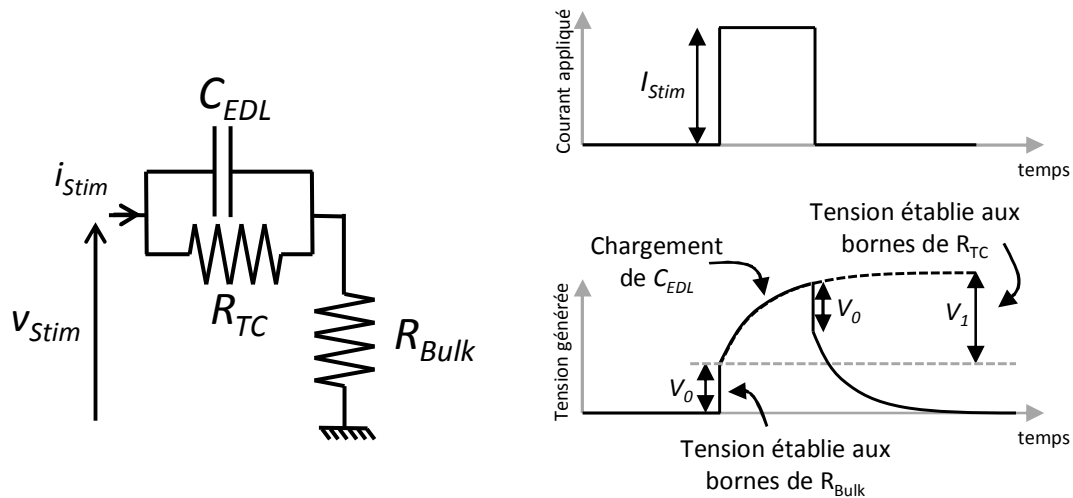 C_EDL
i_Stim
R_TC
v_Stim
R_Bulk
Courant appliqué
I_Stim
temps
Tension générée
Chargement
de C_EDL
Tension établie aux
bornes de R_TC
V_0
V_1
V_0
temps
Tension établie aux
bornes de R_Bulk